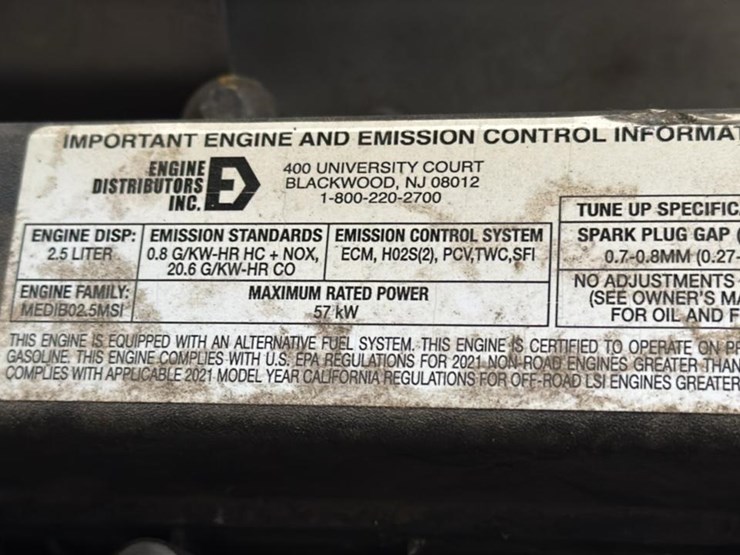 IMPORTANT ENGINE AND EMISSION CONTROL INFORMAT
ENGINE
DISTRIBUTORS
INC.
400 UNIVERSITY COURT
BLACKWOOD, NJ 08012
1-800-220-2700
ENGINE DISP:
2.5 LITER
EMISSION STANDARDS
0.8 G/KW-HR HC + NOX,
20.6 G/KW-HR CO
EMISSION CONTROL SYSTEM
ECM, H02S(2), PCV,TWC,SFI
ENGINE FAMILY:
MEDIB02.5MSI
MAXIMUM RATED POWER
57 kW
TUNE UP SPECIFIC
SPARK PLUG GAP (
0.7-0.8MM (0.27-
NO ADJUSTMENTS
(SEE OWNER'S MA
FOR OIL AND F
THIS ENGINE IS EQUIPPED WITH AN ALTERNATIVE FUEL SYSTEM. THIS ENGINE IS CERTIFIED TO OPERATE ON PR
GASOLINE. THIS ENGINE COMPLIES WITH U.S. EPA REGULATIONS FOR 2021 NON-ROAD ENGINES GREATER THAN
COMPLIES WITH APPLICABLE 2021 MODEL YEAR CALIFORNIA REGULATIONS FOR OFF-ROAD LSI ENGINES GREATER